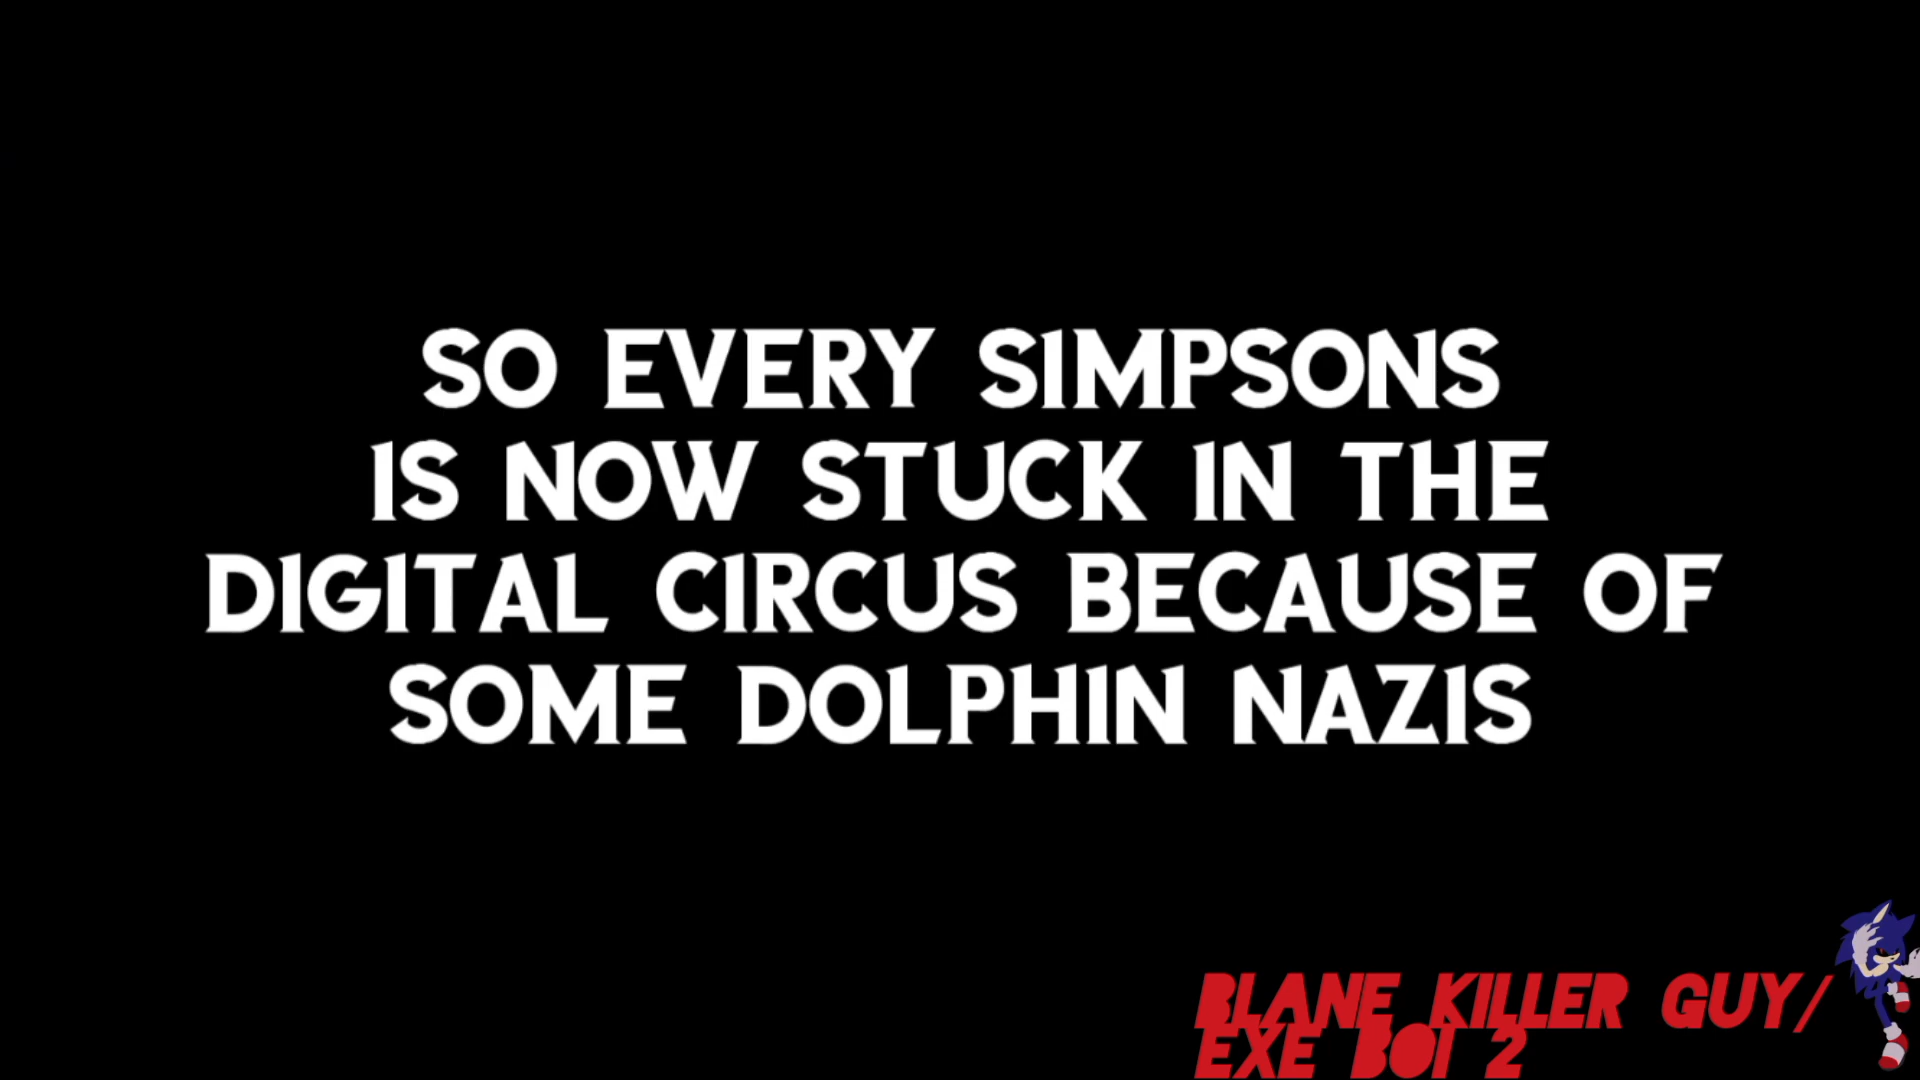 SO EVERY SIMPSONS
IS NOW STUCK IN THE
DIGITAL CIRCUS BECAUSE OF
SOME DOLPHIN NAZIS
BLANE KILLER GUY/
EXE BOI 2